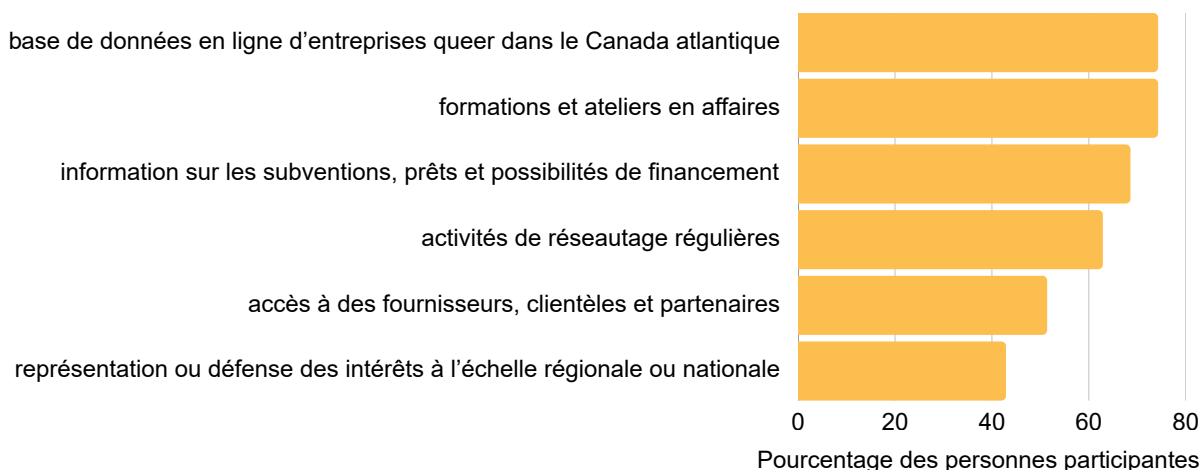 base de données en ligne d’entreprises queer dans le Canada atlantique
formations et ateliers en affaires
information sur les subventions, prêts et possibilités de financement
activités de réseautage régulières
accès à des fournisseurs, clientèles et partenaires
représentation ou défense des intérêts à l’échelle régionale ou nationale
0 20 40 60 80
Pourcentage des personnes participantes